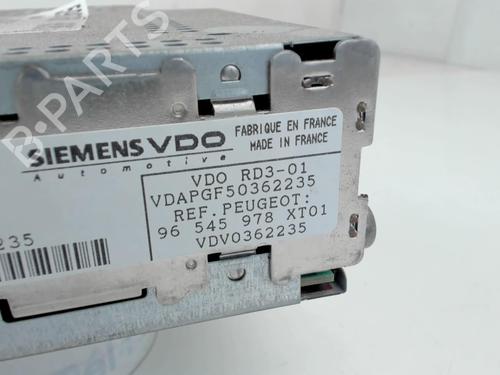 B-PARTS
SIEMENS VDO
Automotive
FABRIQUE EN FRANCE
MADE IN FRANCE
VDO RD3-01
VDAPGF50362235
REF.PEUGEOT:
96 545 978 XT01
VDV0362235
235